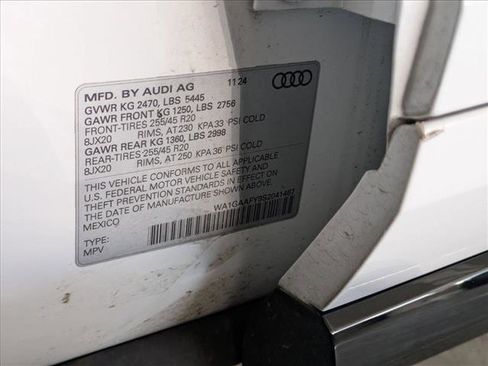 MFD. BY AUDI AG 11 24
GVWR KG 2470, LBS 5445
GAWR FRONT KG 1250, LBS 2756
FRONT-TIRES 255/45 R20
8JX20 RIMS, AT 230 KPA 33 PSI COLD
GAWR REAR KG 1360, LBS 2998
REAR-TIRES 255/45 R20
8JX20 RIMS, AT 250 KPA 36 PSI COLD
THIS VEHICLE CONFORMS TO ALL APPLICABLE
U.S. FEDERAL MOTOR VEHICLE SAFETY AND
THEFT PREVENTION STANDARDS IN EFFECT ON
THE DATE OF MANUFACTURE SHOWN ABOVE.
MEXICO
WA1GAAFY9S2041487
TYPE:
MPV